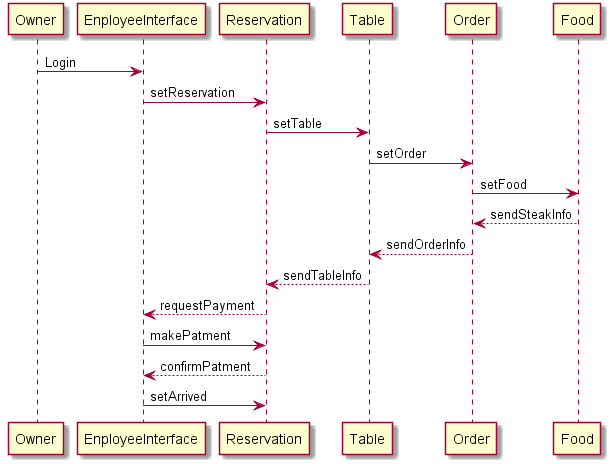 Owner EnployeeInterface Reservation Table Order Food
Login
setReservation
setTable
setOrder
setFood
sendSteakInfo
sendOrderInfo
sendTableInfo
requestPayment
makePatment
confirmPatment
setArrived
Owner EnployeeInterface Reservation Table Order Food